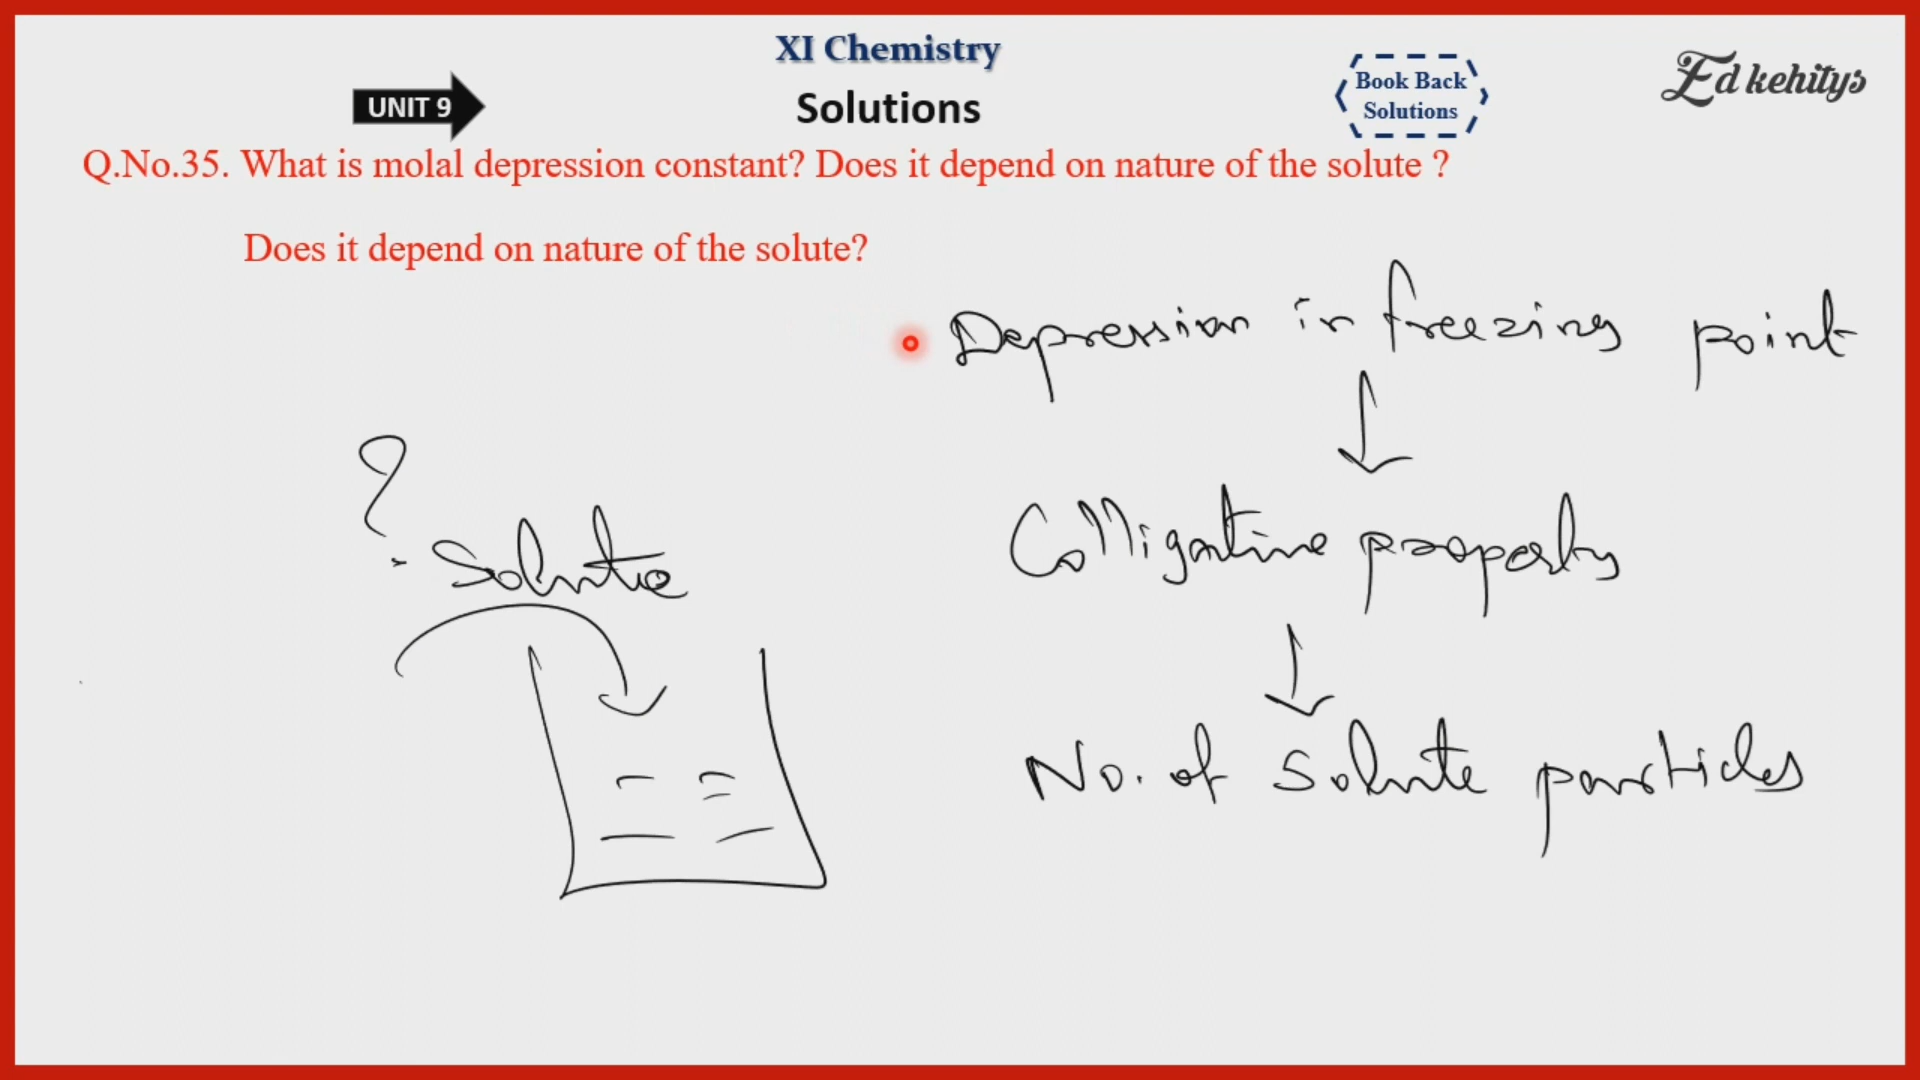 XI Chemistry
UNIT 9
Solutions
Book Back
Solutions
Ed kehitys
Q.No.35. What is molal depression constant? Does it depend on nature of the solute ?
Does it depend on nature of the solute?
Depression in freezing point
Colligative property
No. of solute particles
?
Solute